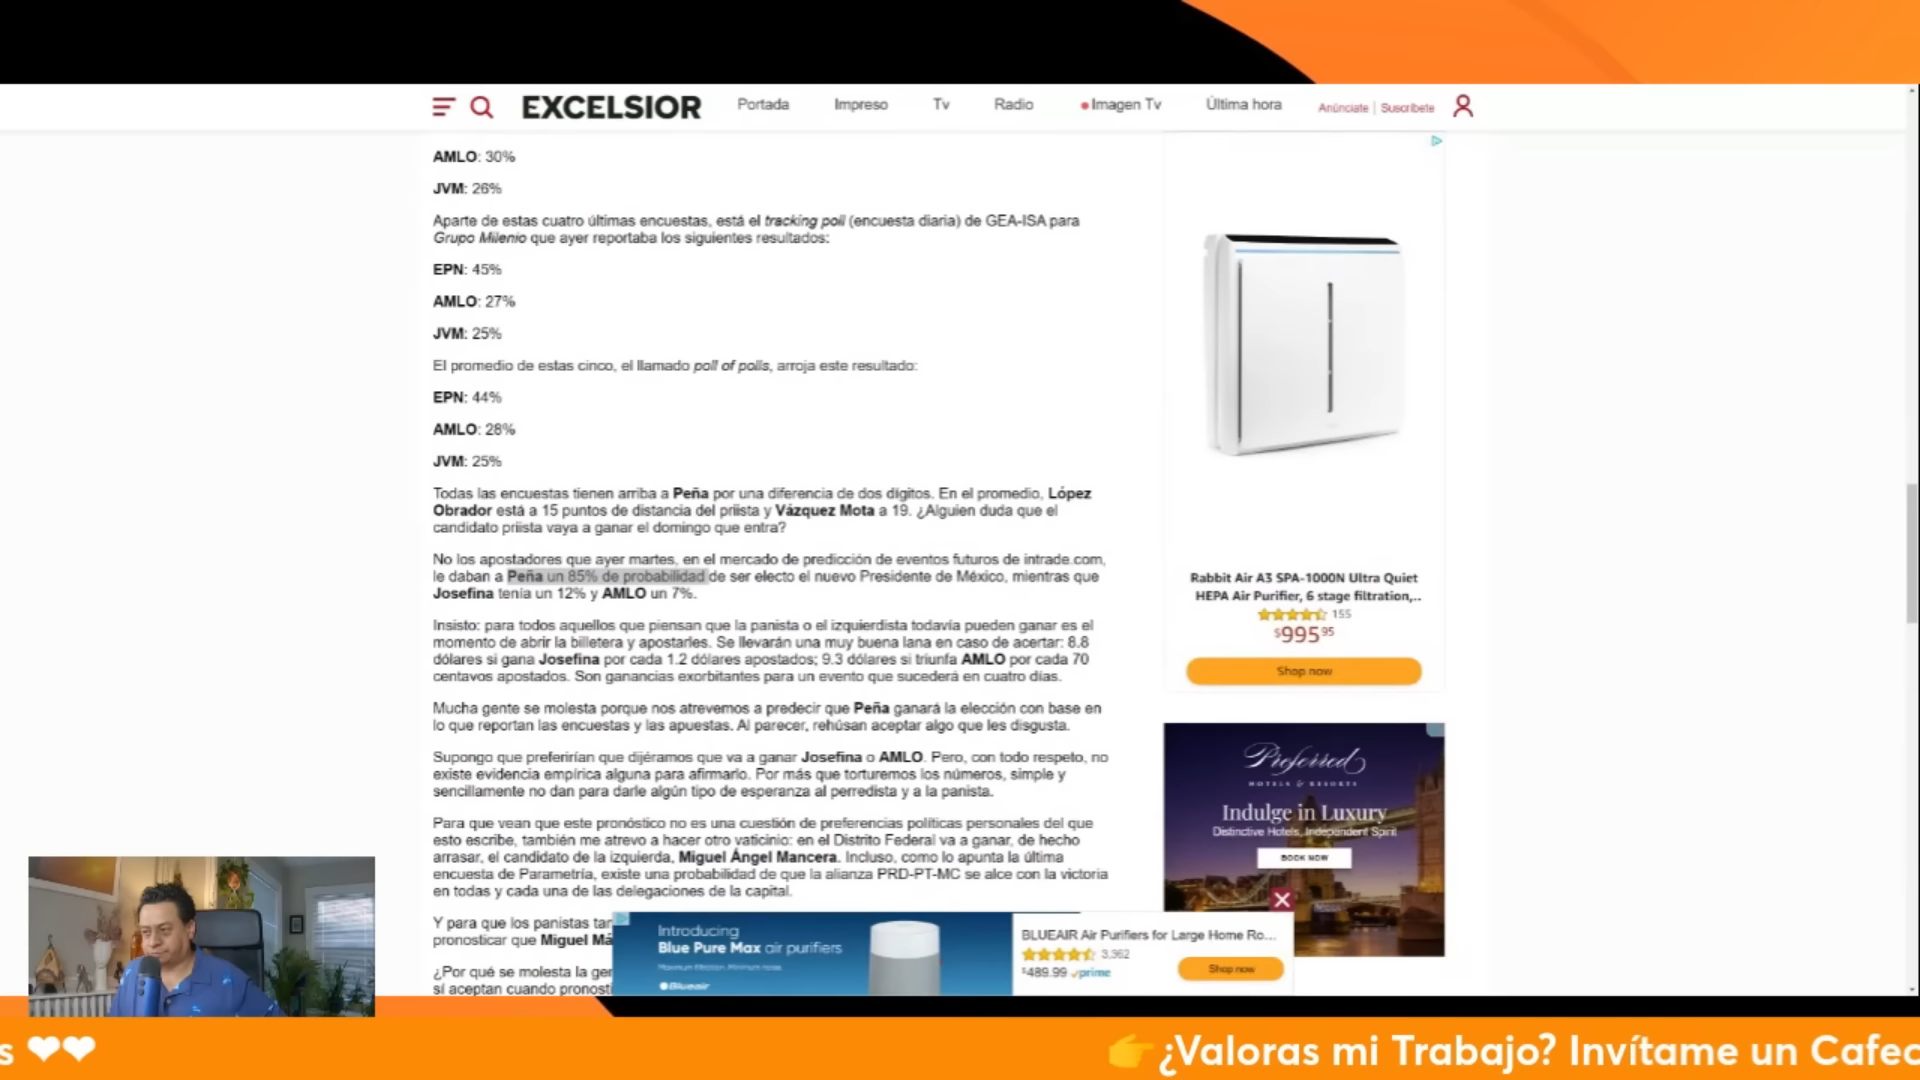 EXCELSIOR
Portada
Impreso
Tv
Radio
Imagen Tv
Última hora
Anúnciate | Suscríbete
AMLO: 30%
JVM: 26%
Aparte de estas cuatro últimas encuestas, está el tracking poll (encuesta diaria) de GEA-ISA para
Grupo Milenio que ayer reportaba los siguientes resultados:
EPN: 45%
AMLO: 27%
JVM: 25%
El promedio de estas cinco, el llamado poll of polls, arroja este resultado:
EPN: 44%
AMLO: 28%
JVM: 25%
Todas las encuestas tienen arriba a Peña por una diferencia de dos dígitos. En el promedio, López
Obrador está a 15 puntos de distancia del priista y Vázquez Mota a 19. ¿Alguien duda que el
candidato priista vaya a ganar el domingo que entra?
No los apostadores que ayer martes, en el mercado de predicción de eventos futuros de intrade.com,
le daban a Peña un 85% de probabilidad de ser electo el nuevo Presidente de México, mientras que
Josefina tenía un 12% y AMLO un 7%.
Insisto: para todos aquellos que piensan que la panista o el izquierdista todavía pueden ganar es el
momento de abrir la billetera y apostarles. Se llevarán una muy buena lana en caso de acertar: 8.8
dólares si gana Josefina por cada 1.2 dólares apostados; 9.3 dólares si triunfa AMLO por cada 70
centavos apostados. Son ganancias exorbitantes para un evento que sucederá en cuatro días.
Mucha gente se molesta porque nos atrevemos a predecir que Peña ganará la elección con base en
lo que reportan las encuestas y las apuestas. Al parecer, rehúsan aceptar algo que les disgusta.
Supongo que preferirían que dijéramos que va a ganar Josefina o AMLO. Pero, con todo respeto, no
existe evidencia empírica alguna para afirmarlo. Por más que torturemos los números, simple y
sencillamente no dan para darle algún tipo de esperanza al perredista y a la panista.
Para que vean que este pronóstico no es una cuestión de preferencias políticas personales del que
esto escribe, también me atrevo a hacer otro vaticinio: en el Distrito Federal va a ganar, de hecho
arrasar, el candidato de la izquierda, Miguel Ángel Mancera. Incluso, como lo apunta la última
encuesta de Parametría, existe una probabilidad de que la alianza PRD-PT-MC se alce con la victoria
en todas y cada una de las delegaciones de la capital.
Y para que los panistas tar
pronosticar que Miguel Má
¿Por qué se molesta la ger
sí aceptan cuando pronosti
Rabbit Air A3 SPA-1000N Ultra Quiet
HEPA Air Purifier, 6 stage filtration,..
155
$995 95
Shop now
Preferred
HOTELS & RESORTS
Indulge in Luxury
Distinctive Hotels, Independent Spirit
BOOK NOW
Introducing
Blue Pure Max air purifiers
Maximum filtration. Minimum noise.
Blueair
BLUEAIR Air Purifiers for Large Home Ro...
3,362
$489.99 prime
Shop now
s ❤❤
👉¿Valoras mi Trabajo? Invítame un Cafec